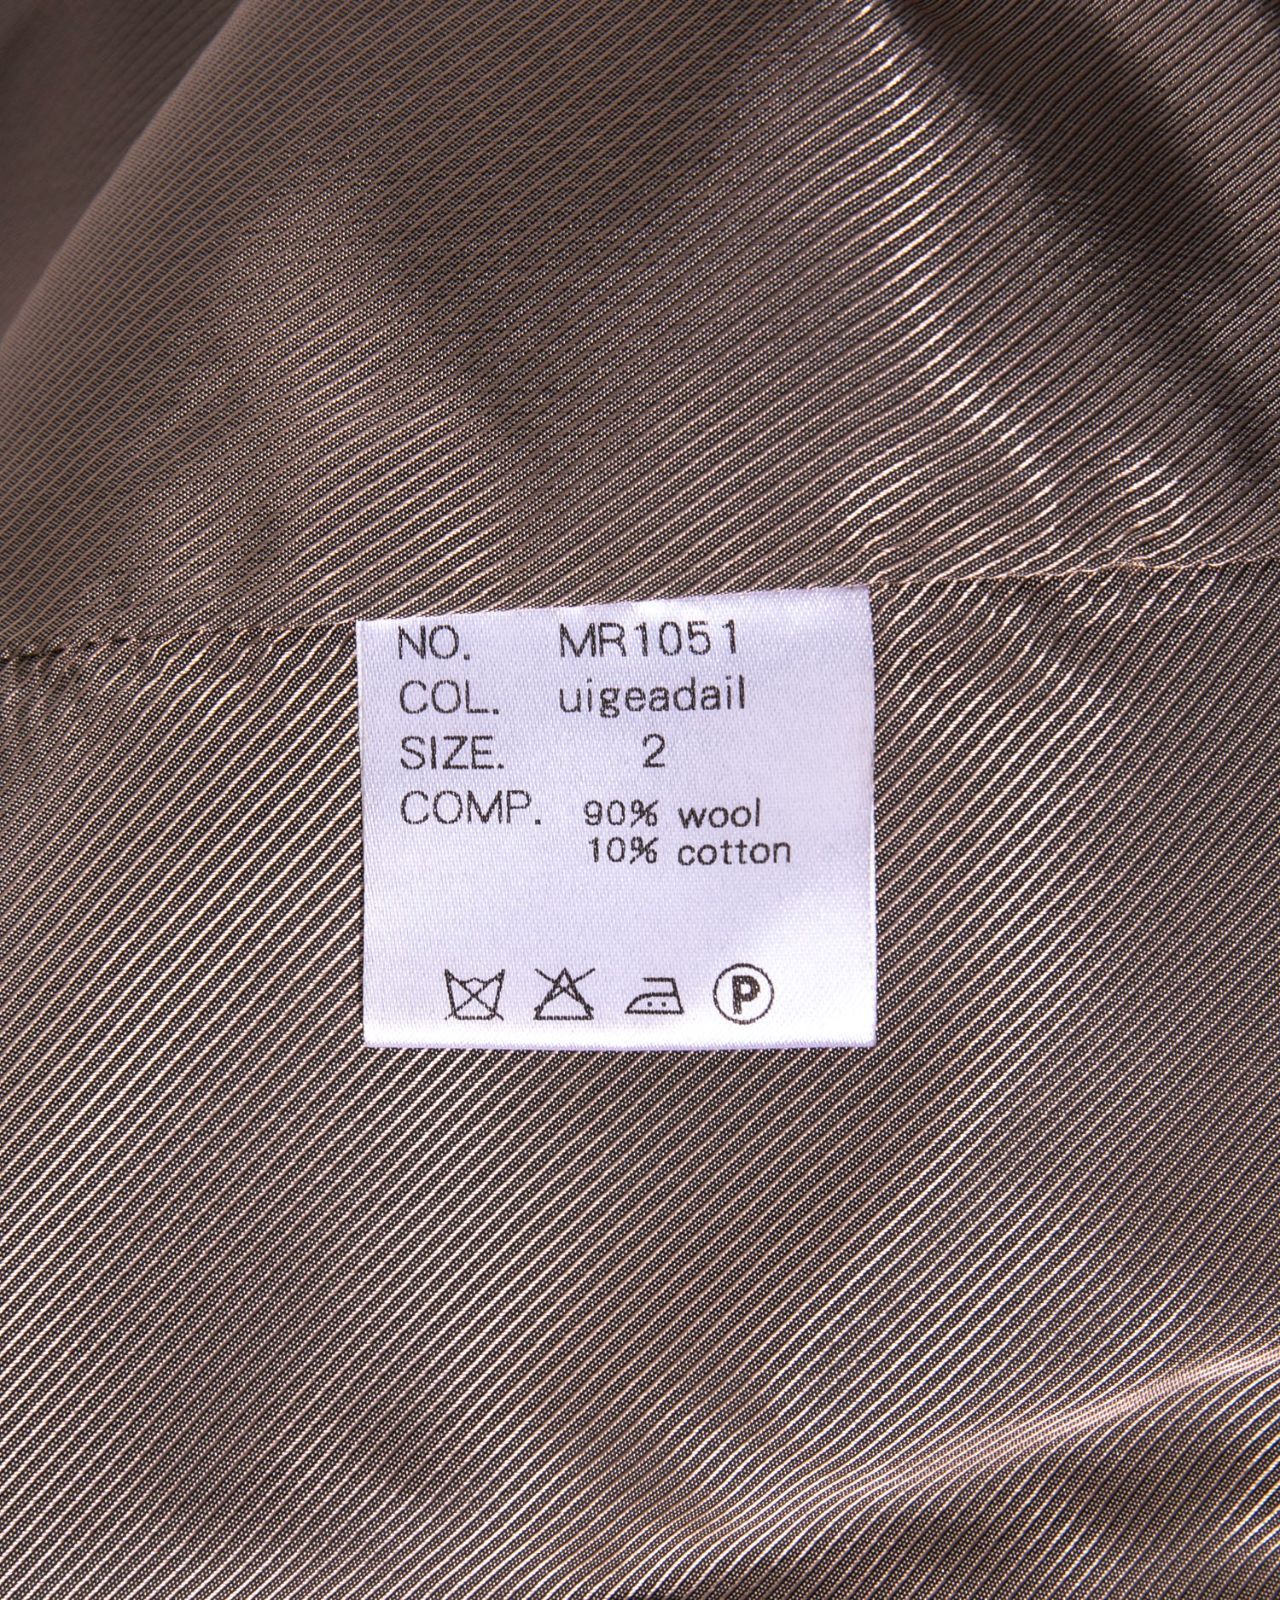 NO. MR1051
COL. uigeadail
SIZE. 2
COMP. 90% wool
10% cotton
P